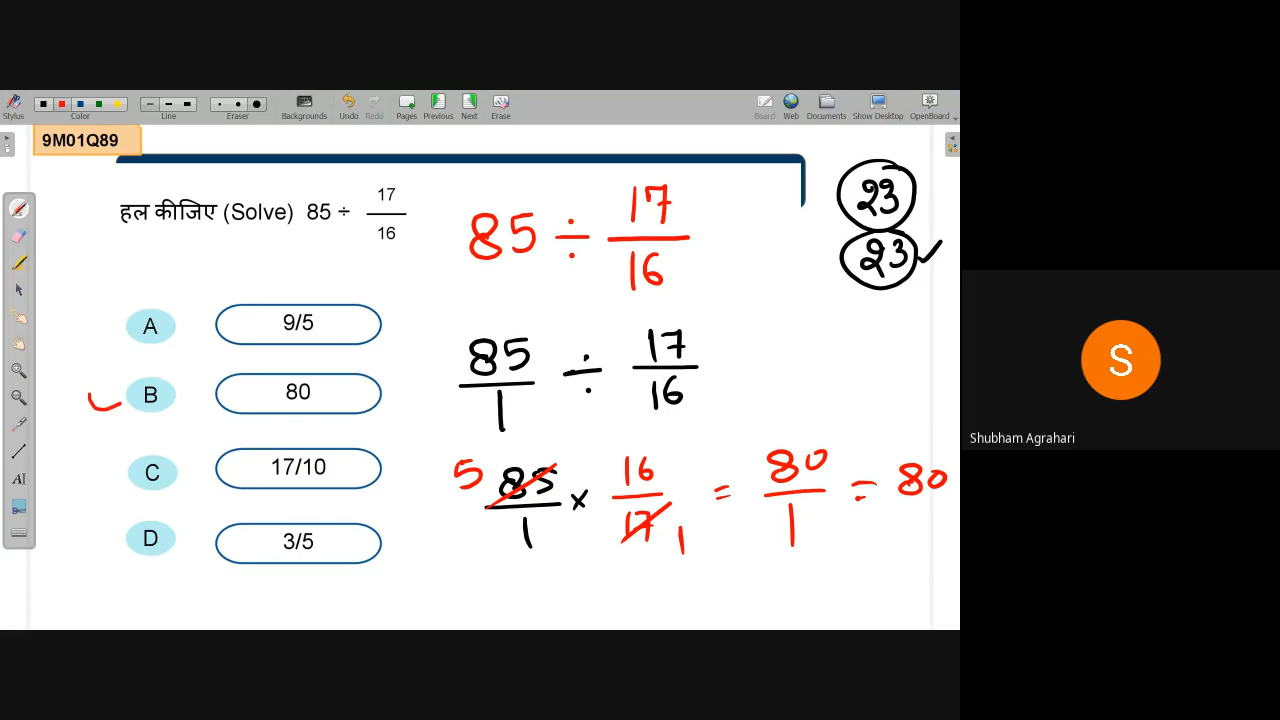 Stylus
Color
Line
Eraser
Backgrounds
Undo
Redo
Pages
Previous
Next
Erase
Board
Web
Documents
Show Desktop
OpenBoard
9M01Q89
हल कीजिए (Solve) 85 ÷ 17/16
A 9/5
B 80
C 17/10
D 3/5
85 ÷ 17/16
85/1 ÷ 17/16
5 85/1 × 16/17 1 = 80/1 = 80
23
23
S
Shubham Agrahari